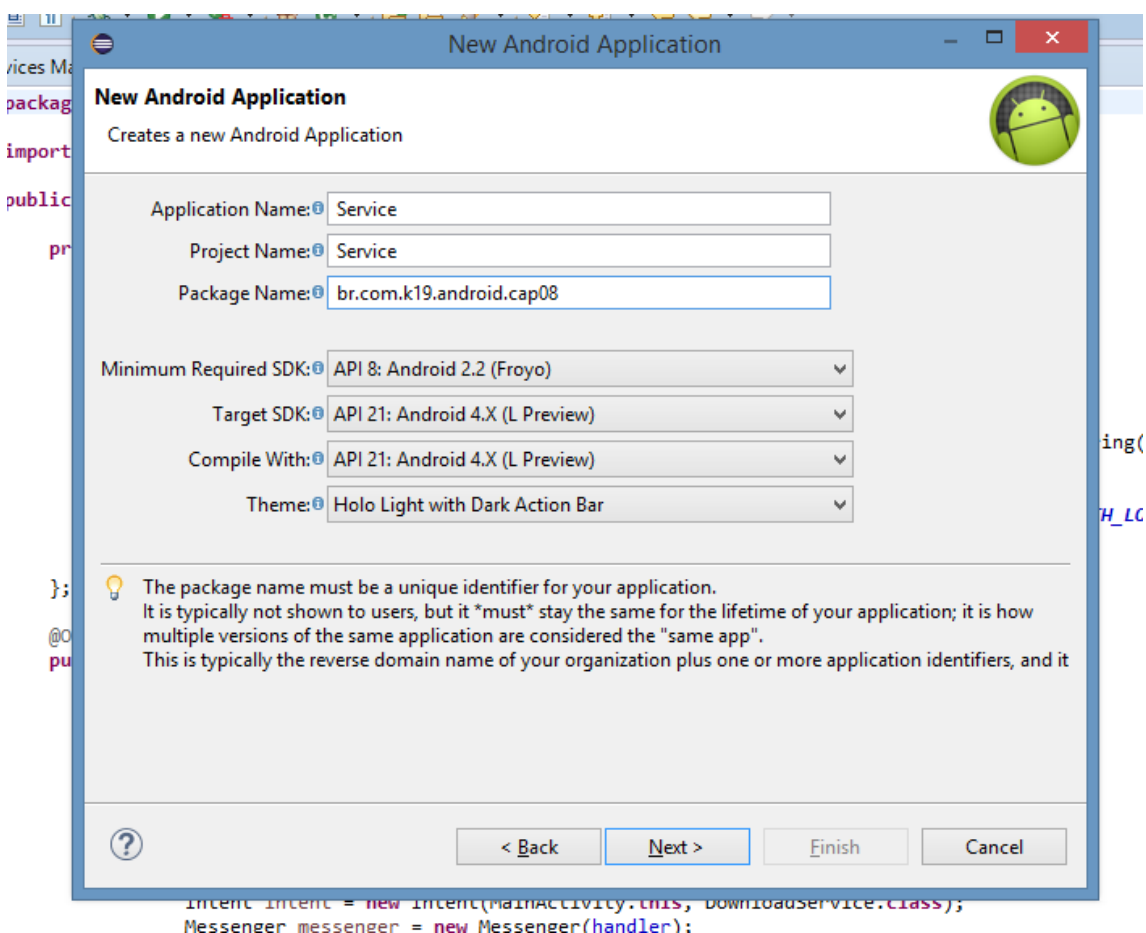 New Android Application
vices Ma
New Android Application
packag
Creates a new Android Application
import
public
Application Name: Service
pr
Project Name: Service
Package Name: br.com.k19.android.cap08
Minimum Required SDK: API 8: Android 2.2 (Froyo)
Target SDK: API 21: Android 4.X (L Preview)
ing(
Compile With: API 21: Android 4.X (L Preview)
Theme: Holo Light with Dark Action Bar
TH_LO
};
The package name must be a unique identifier for your application.
It is typically not shown to users, but it *must* stay the same for the lifetime of your application; it is how
@O
multiple versions of the same application are considered the "same app".
pu
This is typically the reverse domain name of your organization plus one or more application identifiers, and it
< Back Next > Finish Cancel
Intent intent = new Intent(MainActivity.this, DownloadService.class);
Messenger messenger = new Messenger(handler);